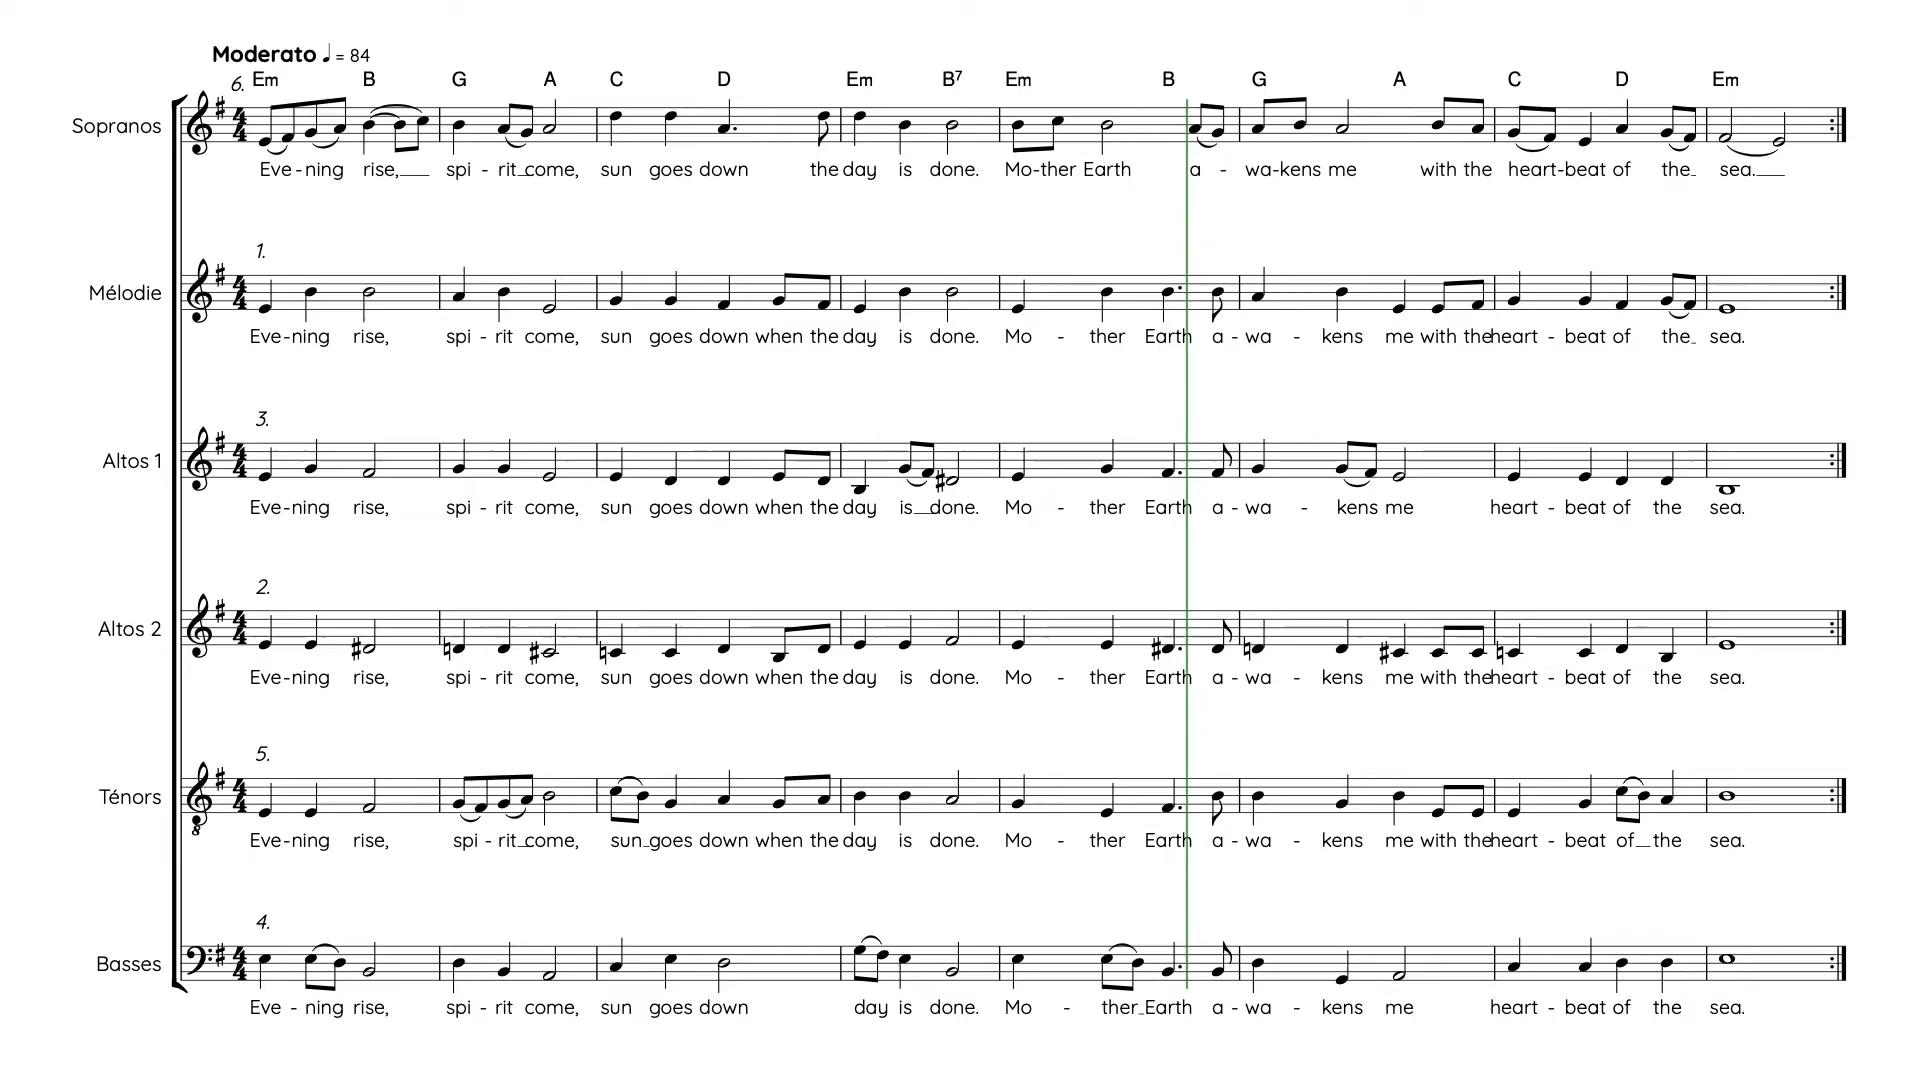 Moderato ♩ = 84
6. Em B G A C D Em B7 Em B G A C D Em
Sopranos
Eve - ning rise, spi - rit come, sun goes down the day is done. Mo - ther Earth a - wa - kens me with the heart - beat of the sea.
1.
Mélodie
Eve - ning rise, spi - rit come, sun goes down when the day is done. Mo - ther Earth a - wa - kens me with the heart - beat of the sea.
3.
Altos 1
Eve - ning rise, spi - rit come, sun goes down when the day is done. Mo - ther Earth a - wa - kens me heart - beat of the sea.
2.
Altos 2
Eve - ning rise, spi - rit come, sun goes down when the day is done. Mo - ther Earth a - wa - kens me with the heart - beat of the sea.
5.
Ténors
Eve - ning rise, spi - rit come, sun goes down when the day is done. Mo - ther Earth a - wa - kens me with the heart - beat of the sea.
4.
Basses
Eve - ning rise, spi - rit come, sun goes down day is done. Mo - ther Earth a - wa - kens me heart - beat of the sea.